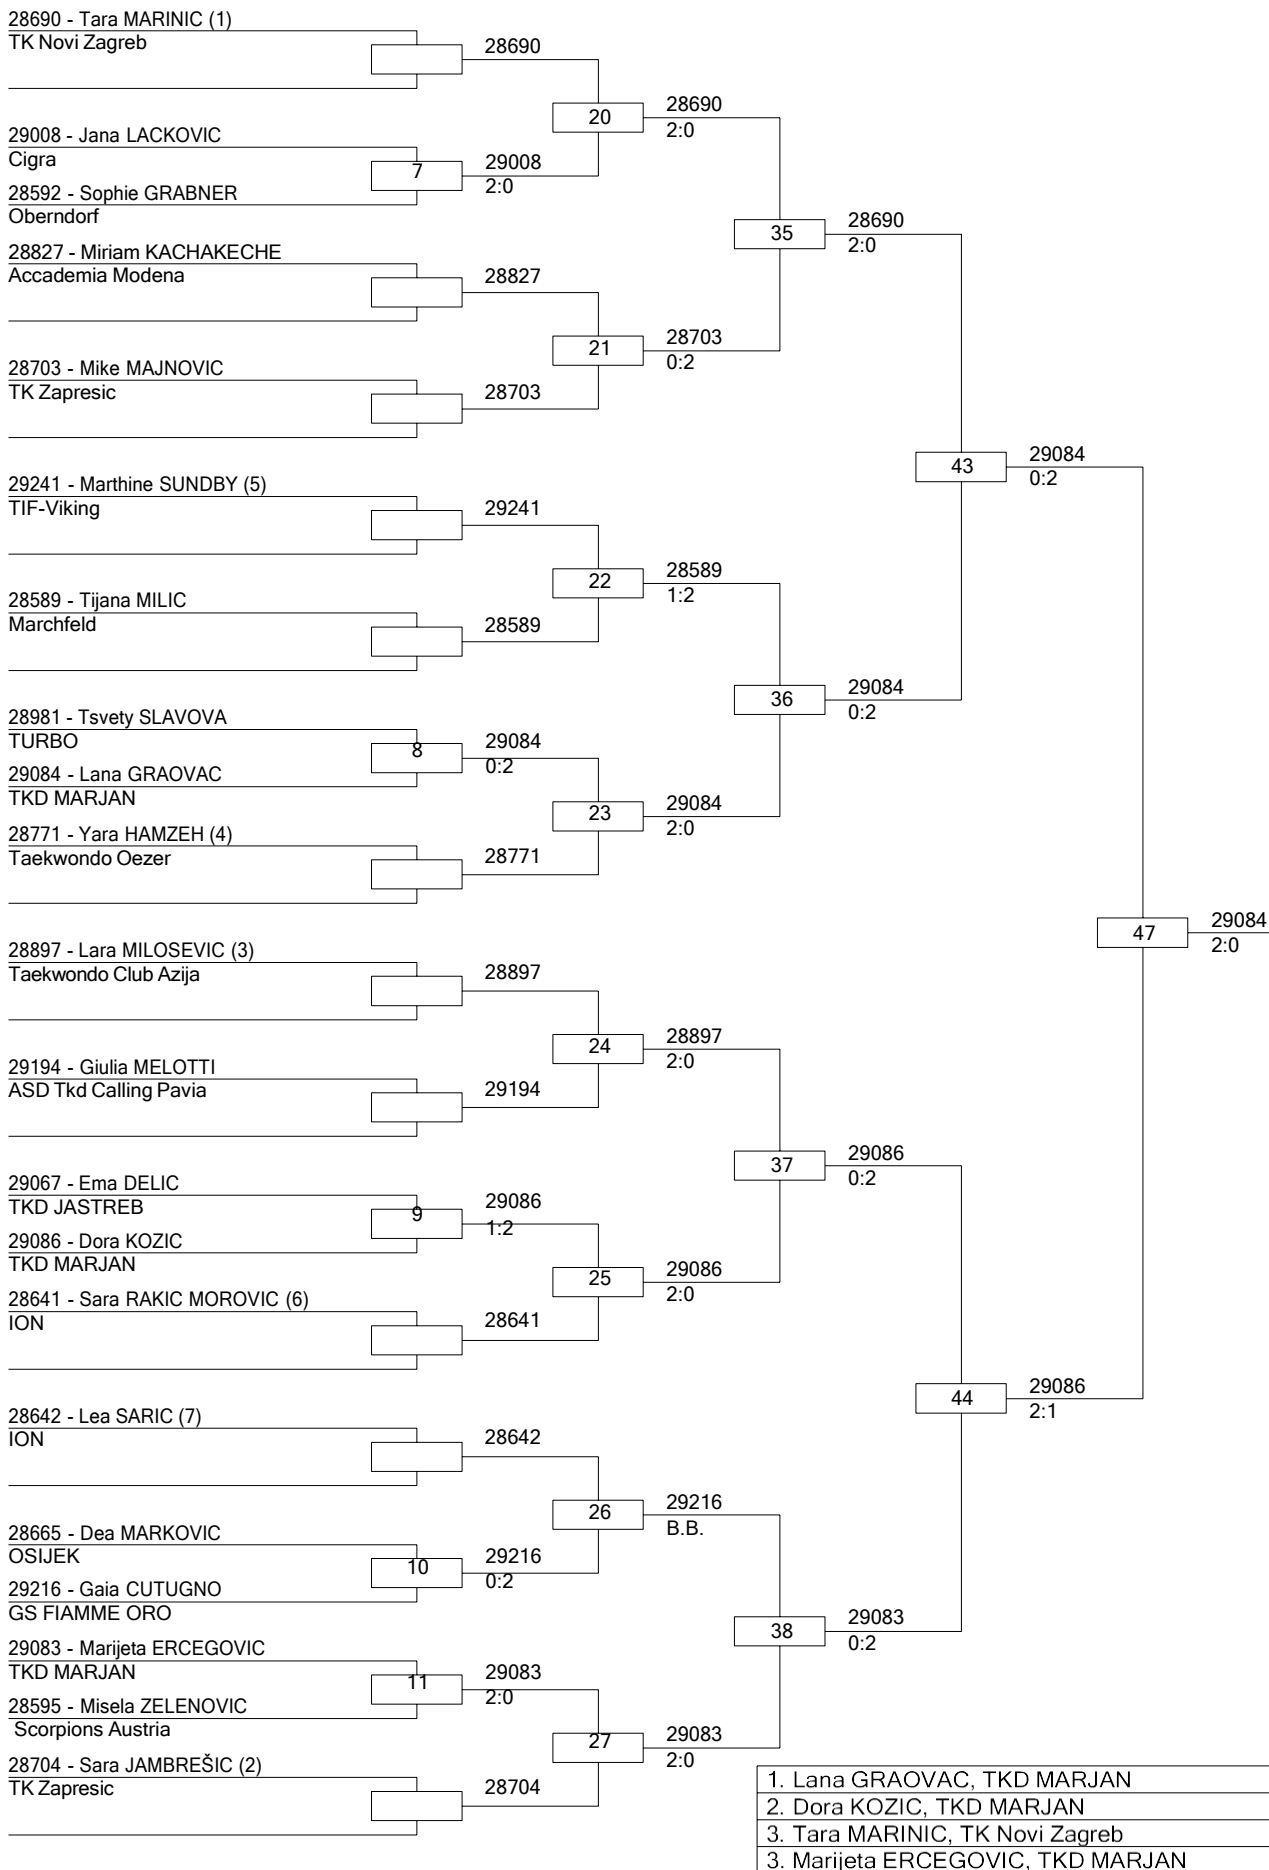 28690 - Tara MARINIC (1)
TK Novi Zagreb
28690
20
28690
2:0
29008 - Jana LACKOVIC
Cigra
7
29008
2:0
28592 - Sophie GRABNER
Oberndorf
35
28690
2:0
28827 - Miriam KACHAKECHE
Accademia Modena
28827
21
28703
0:2
28703 - Mike MAJNOVIC
TK Zapresic
28703
43
29084
0:2
29241 - Marthine SUNDBY (5)
TIF-Viking
29241
22
28589
1:2
28589 - Tijana MILIC
Marchfeld
28589
36
29084
0:2
28981 - Tsvety SLAVOVA
TURBO
8
29084
0:2
29084 - Lana GRAOVAC
TKD MARJAN
23
29084
2:0
28771 - Yara HAMZEH (4)
Taekwondo Oezer
28771
47
29084
2:0
28897 - Lara MILOSEVIC (3)
Taekwondo Club Azija
28897
24
28897
2:0
29194 - Giulia MELOTTI
ASD Tkd Calling Pavia
29194
37
29086
0:2
29067 - Ema DELIC
TKD JASTREB
9
29086
1:2
29086 - Dora KOZIC
TKD MARJAN
25
29086
2:0
28641 - Sara RAKIC MOROVIC (6)
ION
28641
44
29086
2:1
28642 - Lea SARIC (7)
ION
28642
26
29216
B.B.
28665 - Dea MARKOVIC
OSIJEK
10
29216
0:2
29216 - Gaia CUTUGNO
GS FIAMME ORO
38
29083
0:2
29083 - Marijeta ERCEGOVIC
TKD MARJAN
11
29083
2:0
28595 - Misela ZELENOVIC
Scorpions Austria
27
29083
2:0
28704 - Sara JAMBREŠIC (2)
TK Zapresic
28704
1. Lana GRAOVAC, TKD MARJAN
2. Dora KOZIC, TKD MARJAN
3. Tara MARINIC, TK Novi Zagreb
3. Marijeta ERCEGOVIC, TKD MARJAN